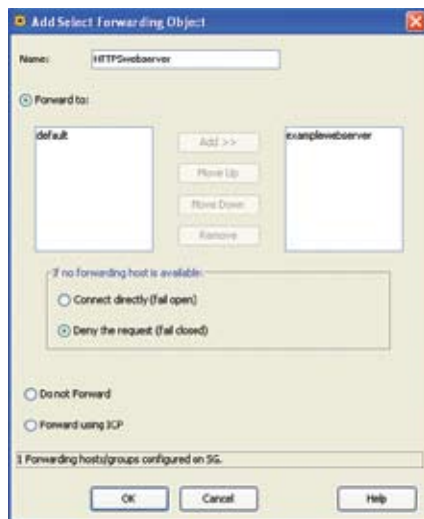 Add Select Forwarding Object
Name: HTTPSwebserver
Forward to:
default
Add >>
examplewebserver
Move Up
Move Down
Remove
If no forwarding host is available:
Connect directly (fail open)
Deny the request (fail closed)
Do not Forward
Forward using ICP
1 Forwarding hosts/groups configured on SG.
OK Cancel Help